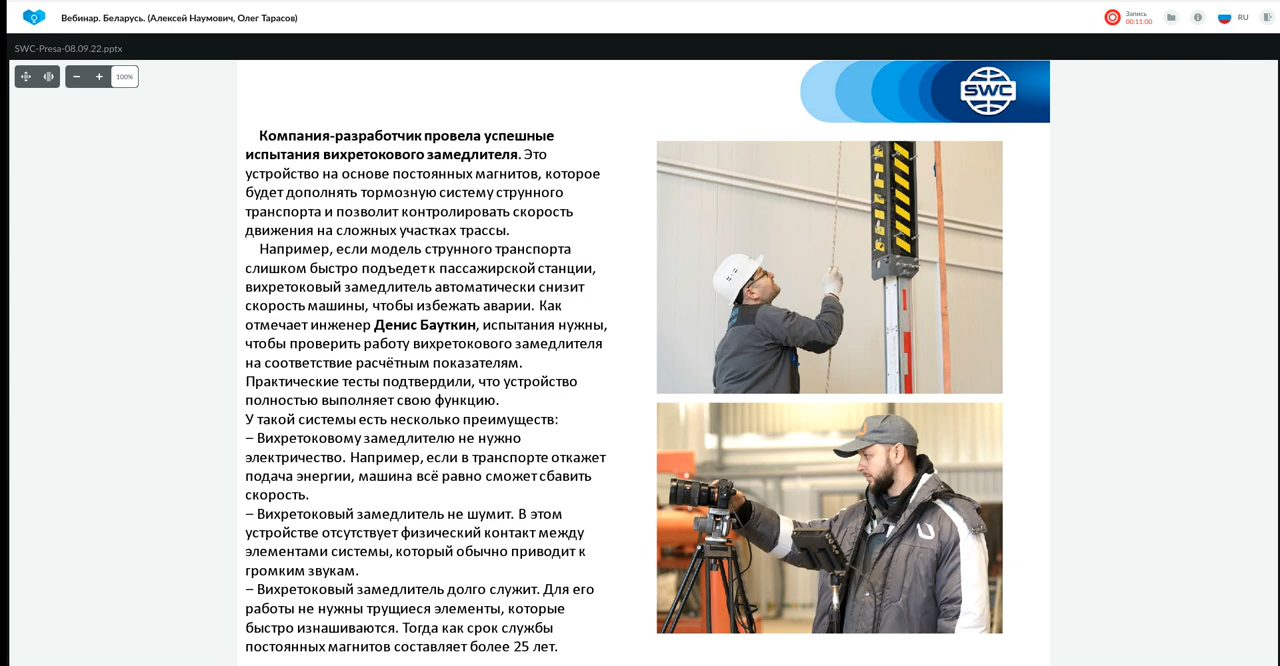 Вебинар. Беларусь. (Алексей Наумович, Олег Тарасов)
Запись
00:11:00
RU
SWC-Presa-08.09.22.pptx
100%
SWC
Компания-разработчик провела успешные
испытания вихретокового замедлителя. Это
устройство на основе постоянных магнитов, которое
будет дополнять тормозную систему струнного
транспорта и позволит контролировать скорость
движения на сложных участках трассы.
Например, если модель струнного транспорта
слишком быстро подъедет к пассажирской станции,
вихретоковый замедлитель автоматически снизит
скорость машины, чтобы избежать аварии. Как
отмечает инженер Денис Бауткин, испытания нужны,
чтобы проверить работу вихретокового замедлителя
на соответствие расчётным показателям.
Практические тесты подтвердили, что устройство
полностью выполняет свою функцию.
У такой системы есть несколько преимуществ:
– Вихретоковому замедлителю не нужно
электричество. Например, если в транспорте откажет
подача энергии, машина всё равно сможет сбавить
скорость.
– Вихретоковый замедлитель не шумит. В этом
устройстве отсутствует физический контакт между
элементами системы, который обычно приводит к
громким звукам.
– Вихретоковый замедлитель долго служит. Для его
работы не нужны трущиеся элементы, которые
быстро изнашиваются. Тогда как срок службы
постоянных магнитов составляет более 25 лет.